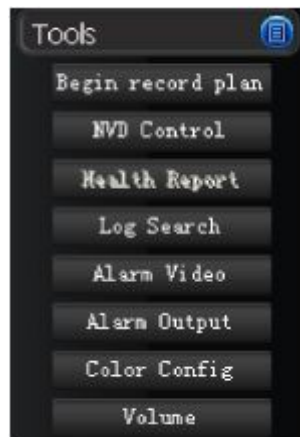 Tools
Begin record plan
NVD Control
Health Report
Log Search
Alarm Video
Alarm Output
Color Config
Volume